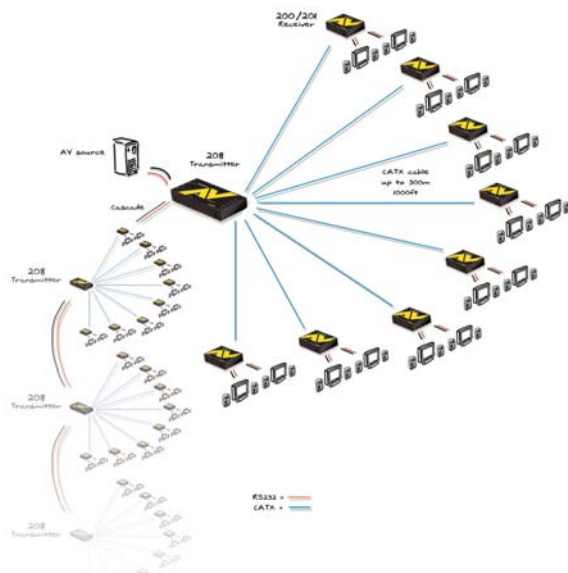 200/201
Receiver
AV source
208
Transmitter
CATX cable
up to 300m
1000ft
Cascade
208
Transmitter
208
Transmitter
208
Transmitter
RS232 =
CATX =